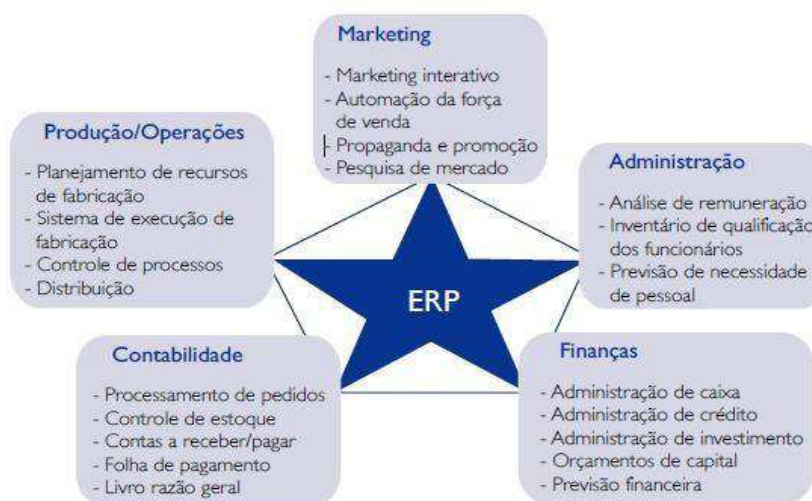 Marketing
- Marketing interativo
- Automação da força
de venda
- Propaganda e promoção
- Pesquisa de mercado
Produção/Operações
- Planejamento de recursos
de fabricação
- Sistema de execução de
fabricação
- Controle de processos
- Distribuição
Administração
- Análise de remuneração
- Inventário de qualificação
dos funcionários
- Previsão de necessidade
de pessoal
ERP
Contabilidade
- Processamento de pedidos
- Controle de estoque
- Contas a receber/pagar
- Folha de pagamento
- Livro razão geral
Finanças
- Administração de caixa
- Administração de crédito
- Administração de investimento
- Orçamentos de capital
- Previsão financeira